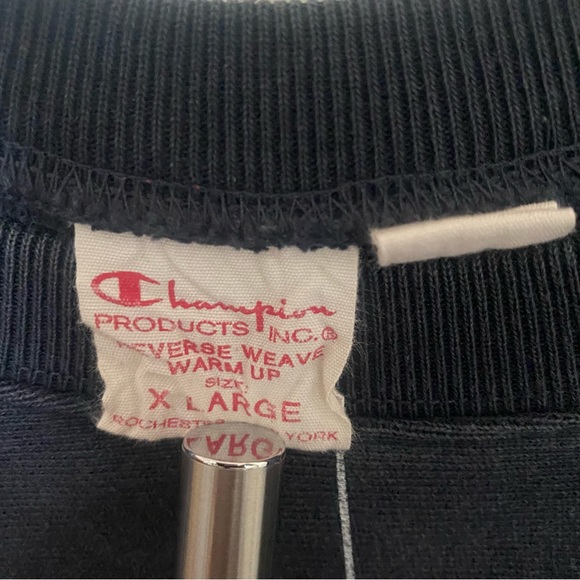 Champion
PRODUCTS INC.®
REVERSE WEAVE
WARM UP
SIZE:
X LARGE
YORK